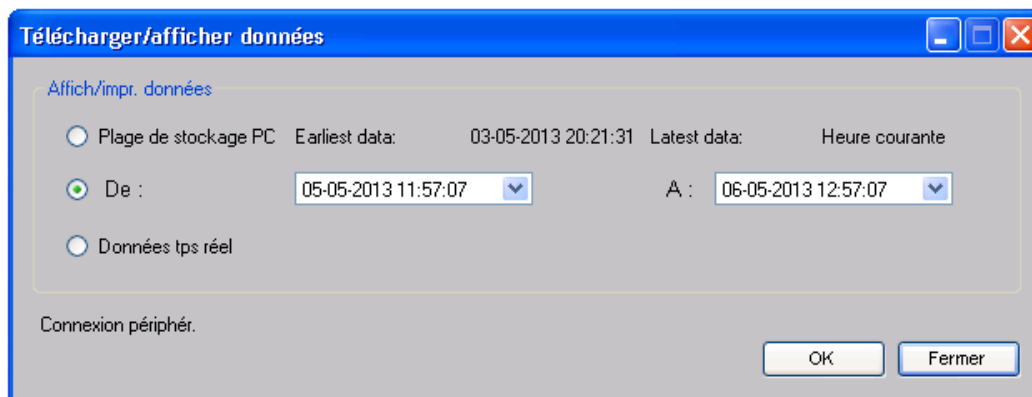 Télécharger/afficher données
Affich/impr. données
Plage de stockage PC Earliest data: 03-05-2013 20:21:31 Latest data: Heure courante
De : 05-05-2013 11:57:07 A : 06-05-2013 12:57:07
Données tps réel
Connexion périphér.
OK Fermer